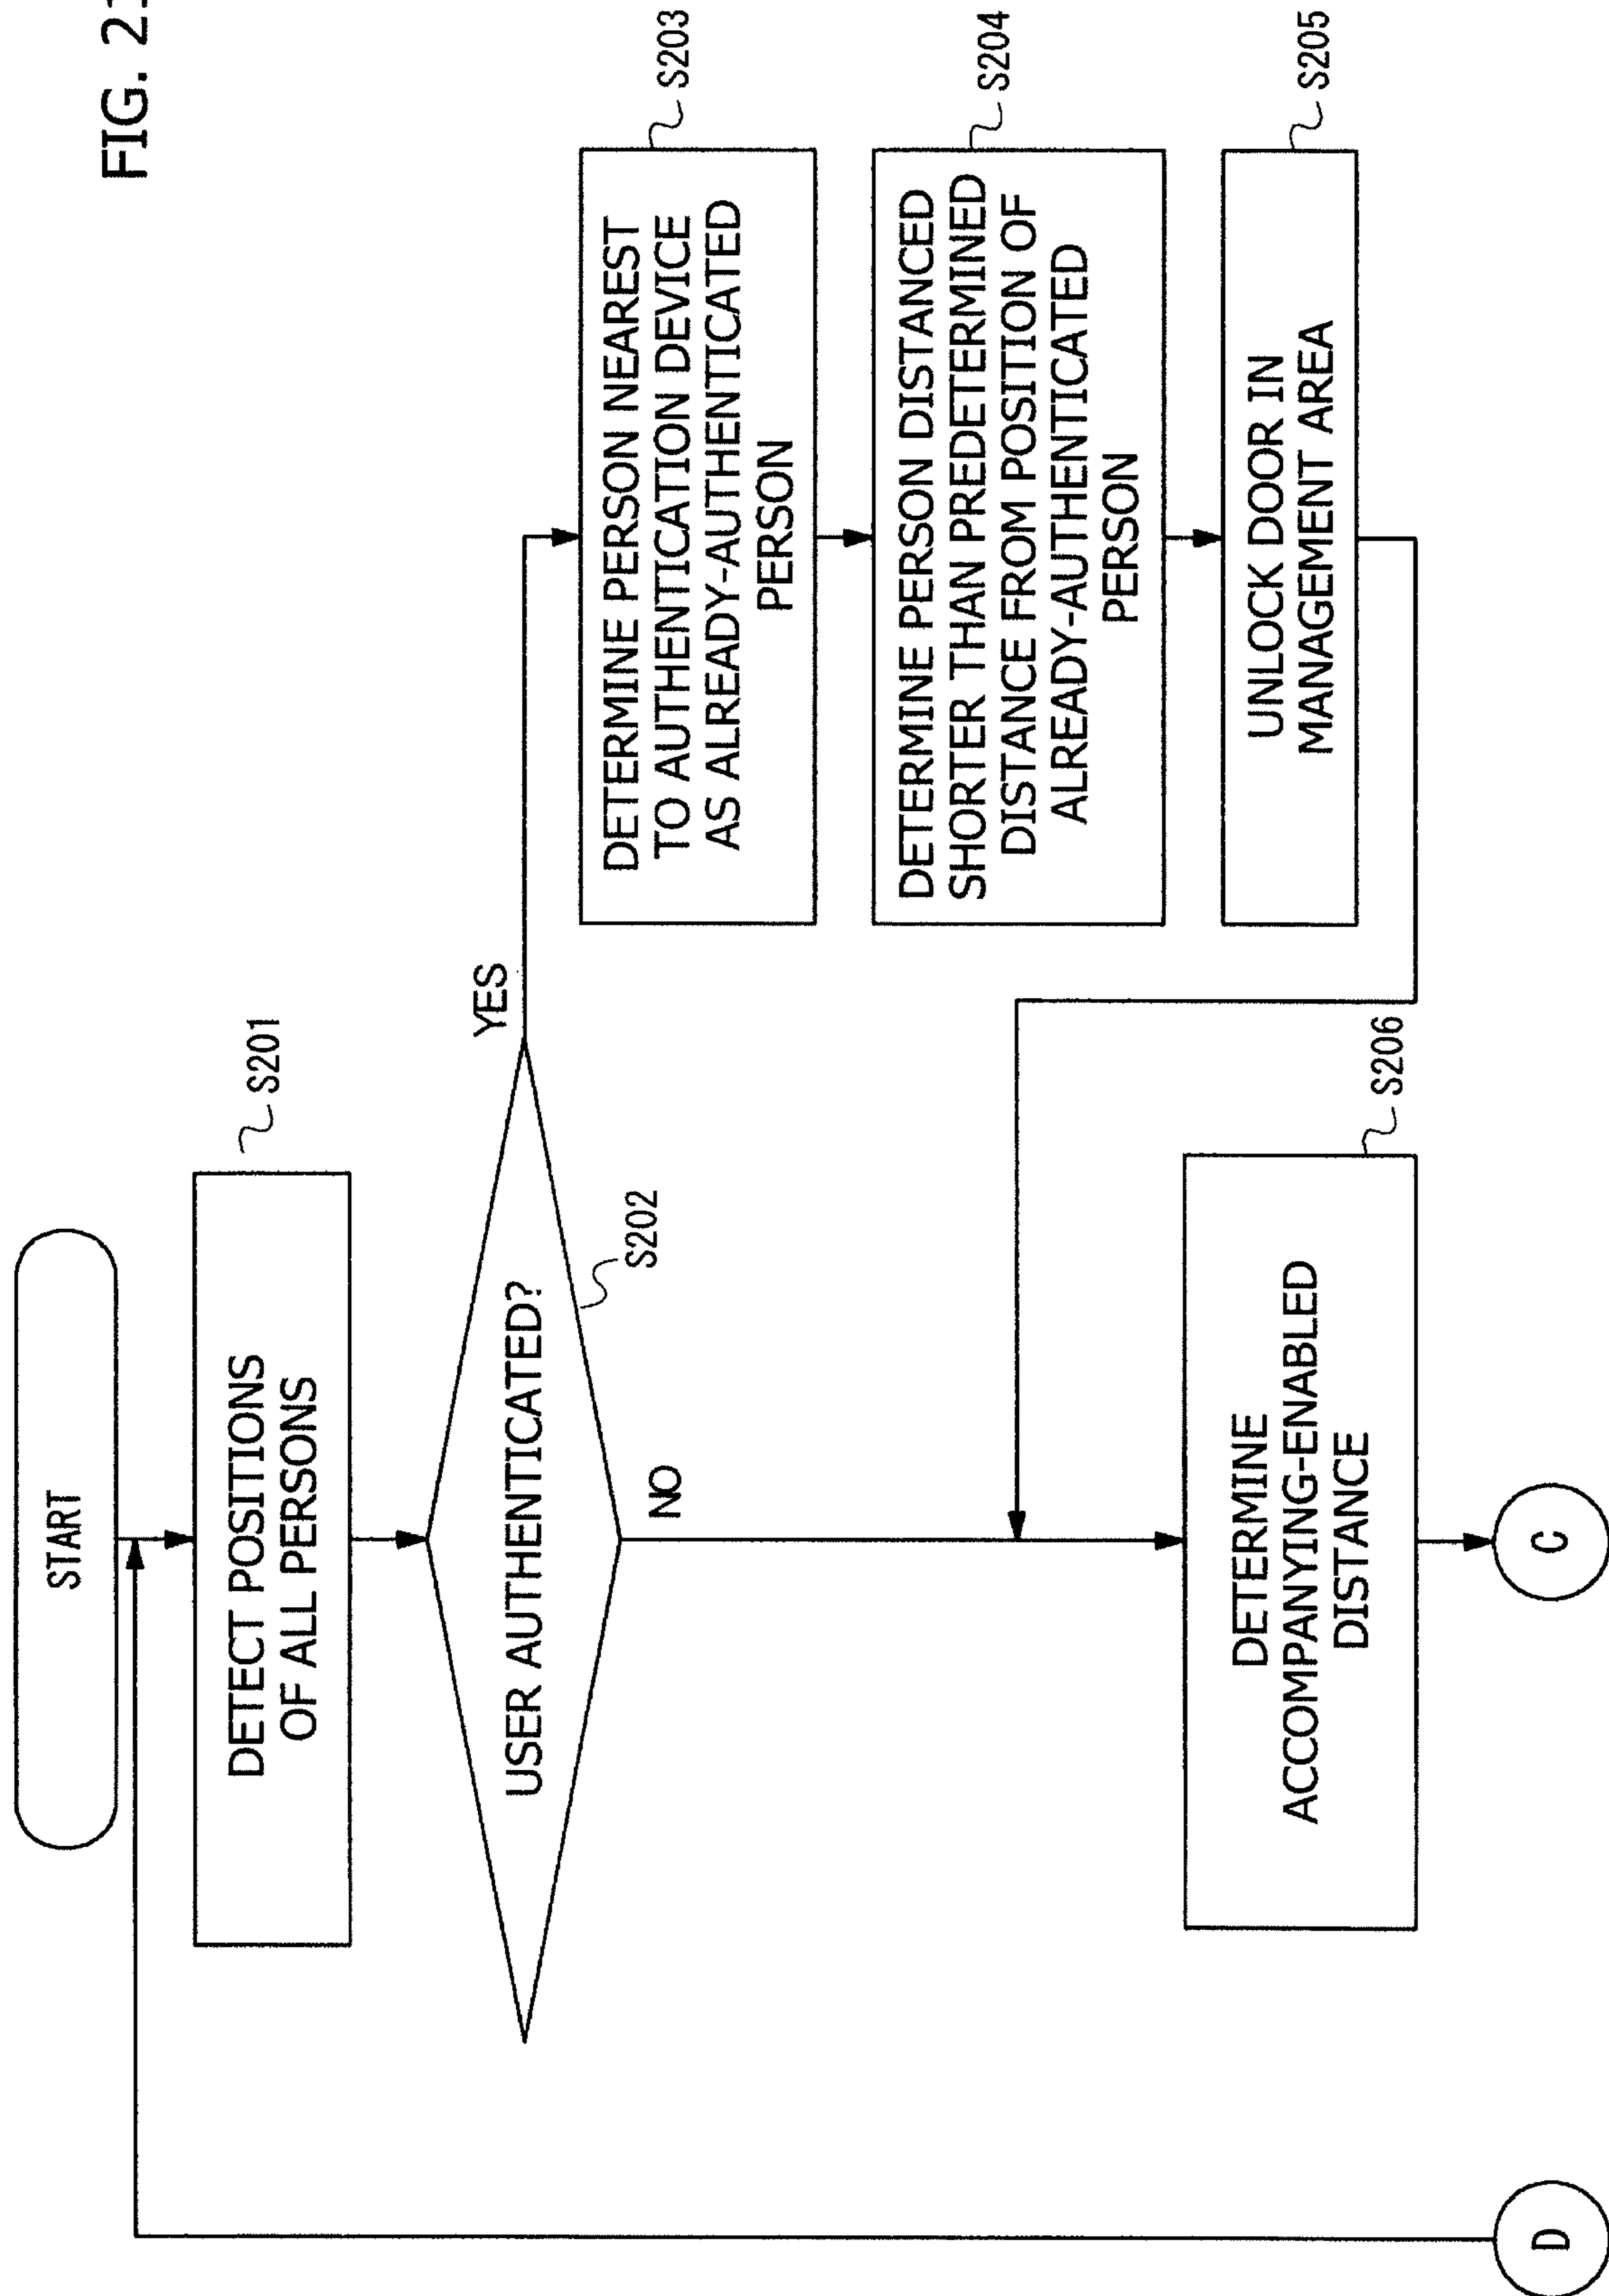 FIG. 21
START
DETECT POSITIONS
OF ALL PERSONS
S201
USER AUTHENTICATED?
S202
YES
NO
DETERMINE PERSON NEAREST
TO AUTHENTICATION DEVICE
AS ALREADY-AUTHENTICATED
PERSON
S203
DETERMINE PERSON DISTANCED
SHORTER THAN PREDETERMINED
DISTANCE FROM POSITION OF
ALREADY-AUTHENTICATED
PERSON
S204
UNLOCK DOOR IN
MANAGEMENT AREA
S205
DETERMINE
ACCOMPANYING-ENABLED
DISTANCE
S206
C
D